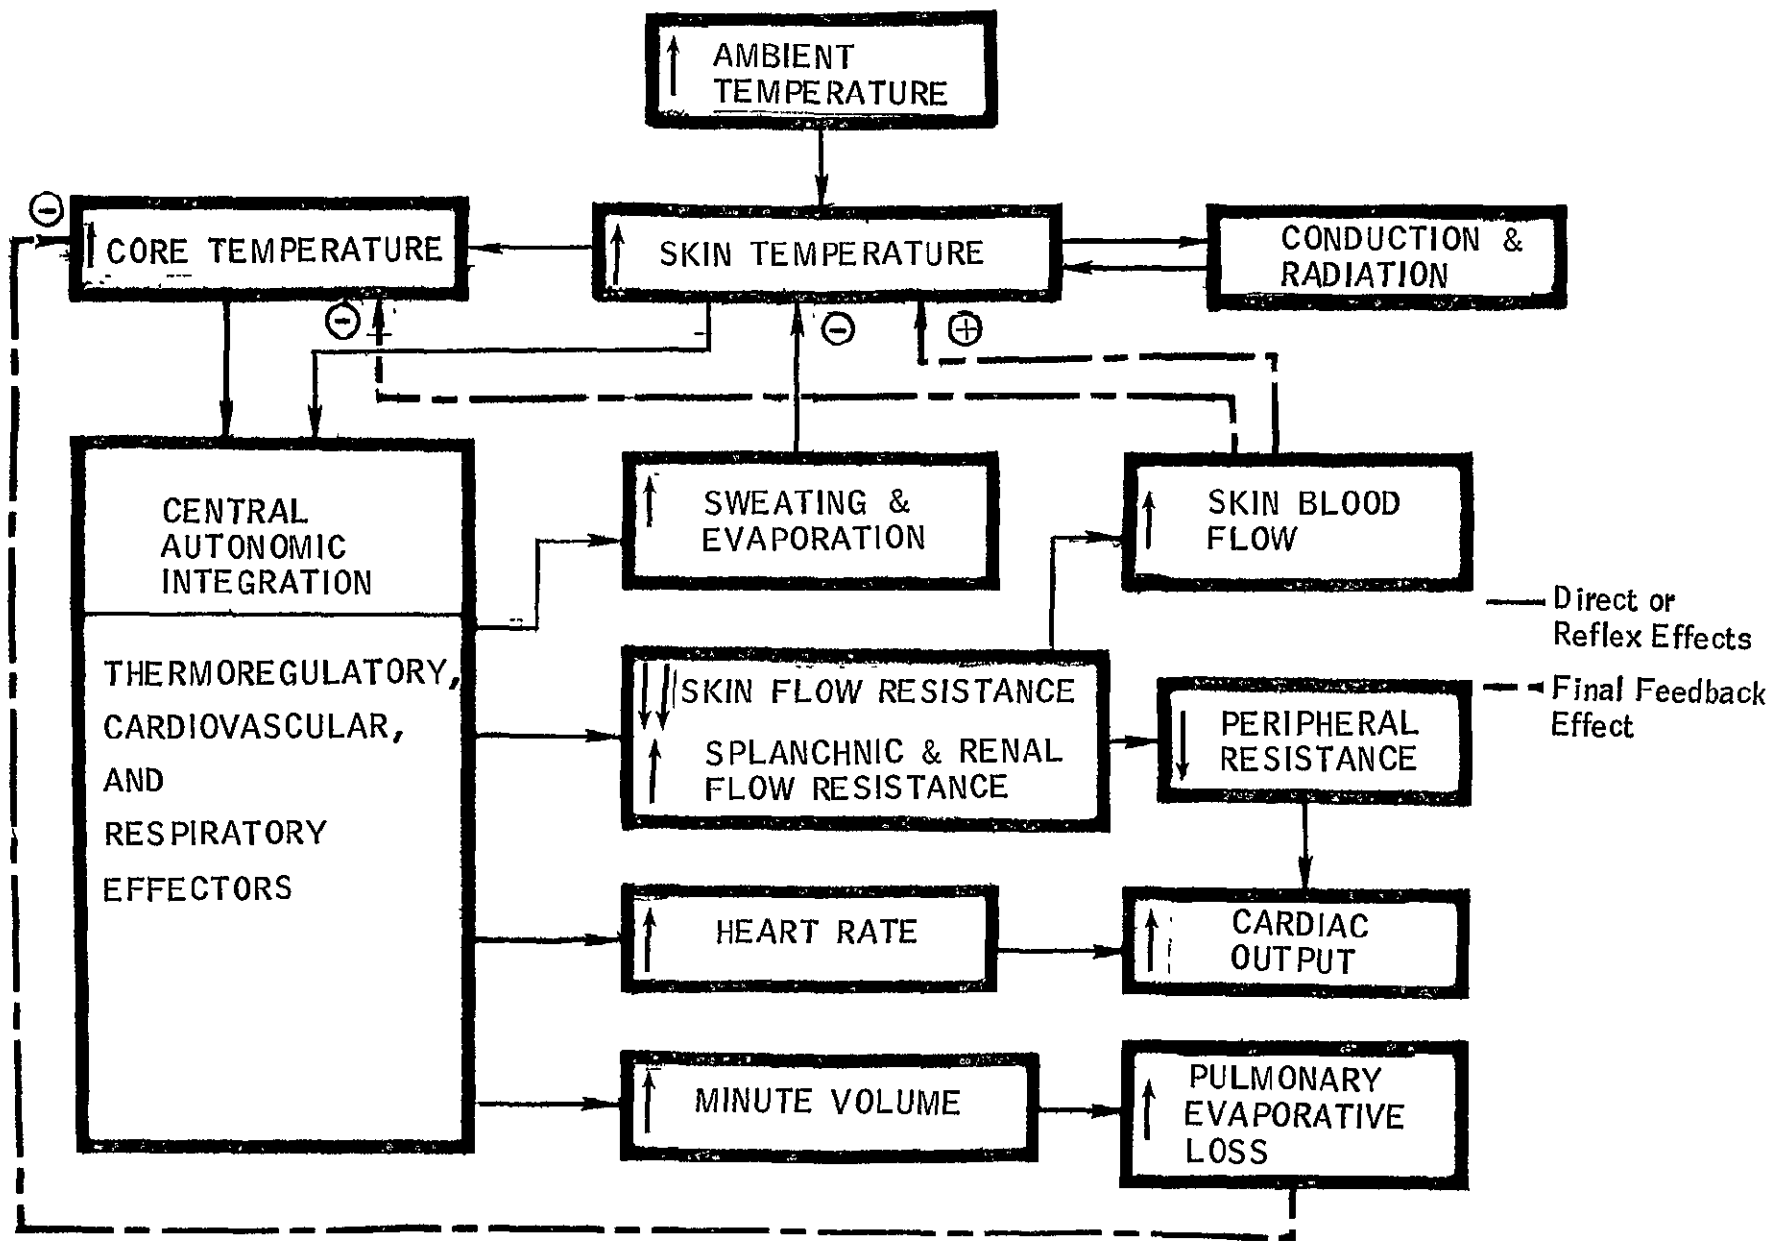 AMBIENT
TEMPERATURE
CORE TEMPERATURE
SKIN TEMPERATURE
CONDUCTION &
RADIATION
CENTRAL
AUTONOMIC
INTEGRATION
THERMOREGULATORY,
CARDIOVASCULAR,
AND
RESPIRATORY
EFFECTORS
SWEATING &
EVAPORATION
SKIN BLOOD
FLOW
Direct or
Reflex Effects
Final Feedback
Effect
SKIN FLOW RESISTANCE
SPLANCHNIC & RENAL
FLOW RESISTANCE
PERIPHERAL
RESISTANCE
HEART RATE
CARDIAC
OUTPUT
MINUTE VOLUME
PULMONARY
EVAPORATIVE
LOSS